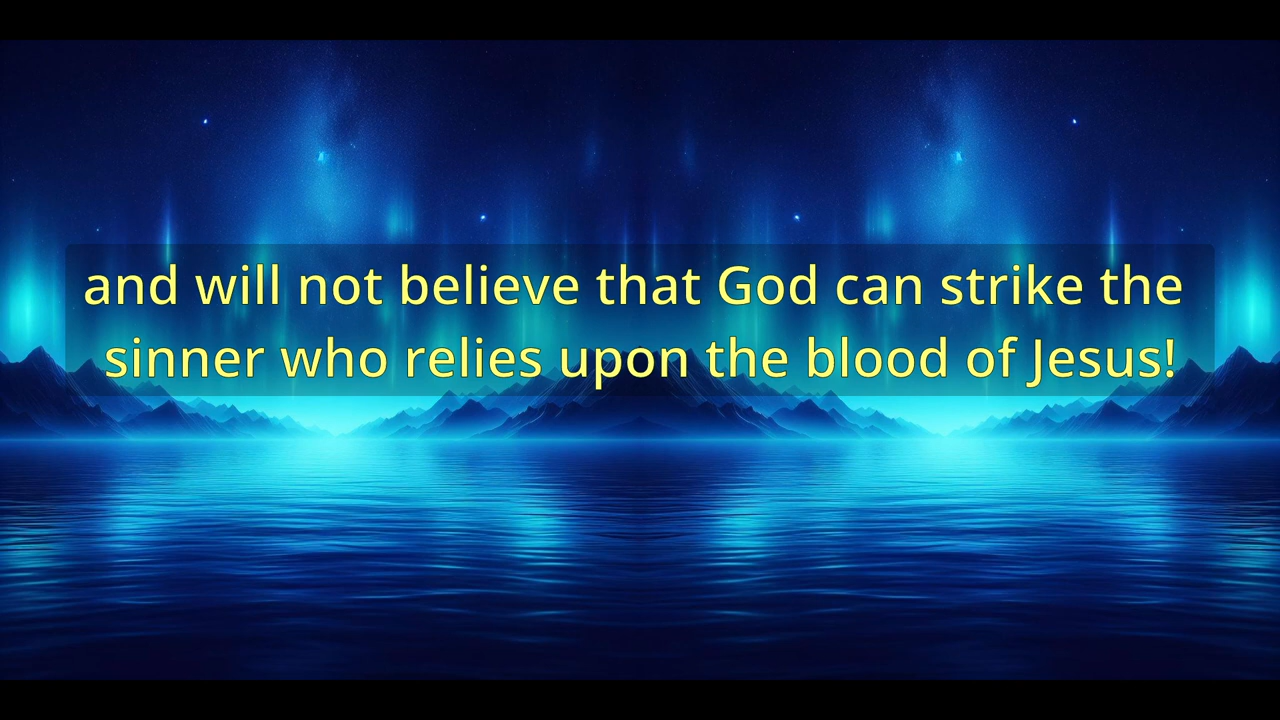 and will not believe that God can strike the
sinner who relies upon the blood of Jesus!